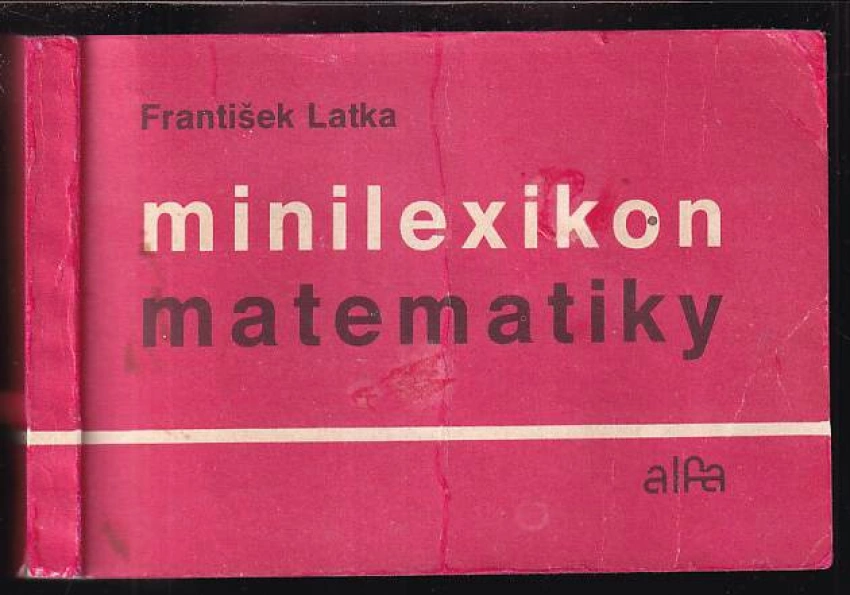 František Latka
minilexikon
matematiky
alfa